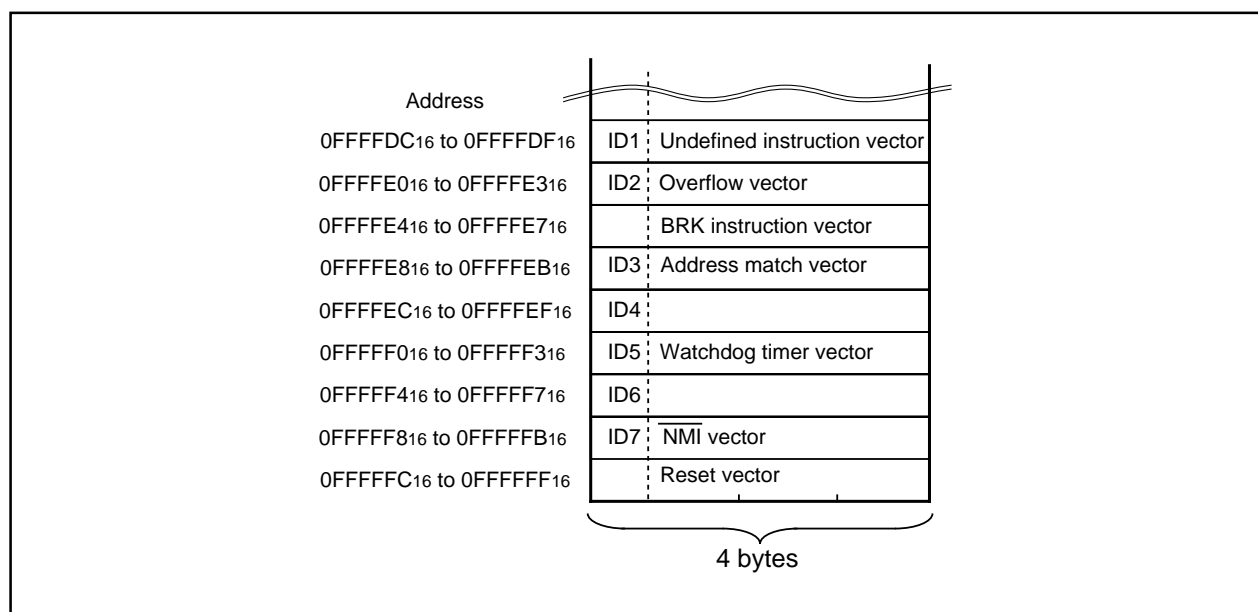 Address
0FFFFDC16 to 0FFFFDF16 ID1 Undefined instruction vector
0FFFFE016 to 0FFFFE316 ID2 Overflow vector
0FFFFE416 to 0FFFFE716 BRK instruction vector
0FFFFE816 to 0FFFFEB16 ID3 Address match vector
0FFFFEC16 to 0FFFFEF16 ID4
0FFFFF016 to 0FFFFF316 ID5 Watchdog timer vector
0FFFFF416 to 0FFFFF716 ID6
0FFFFF816 to 0FFFFFB16 ID7 N̅M̅I̅ vector
0FFFFFC16 to 0FFFFFF16 Reset vector
4 bytes